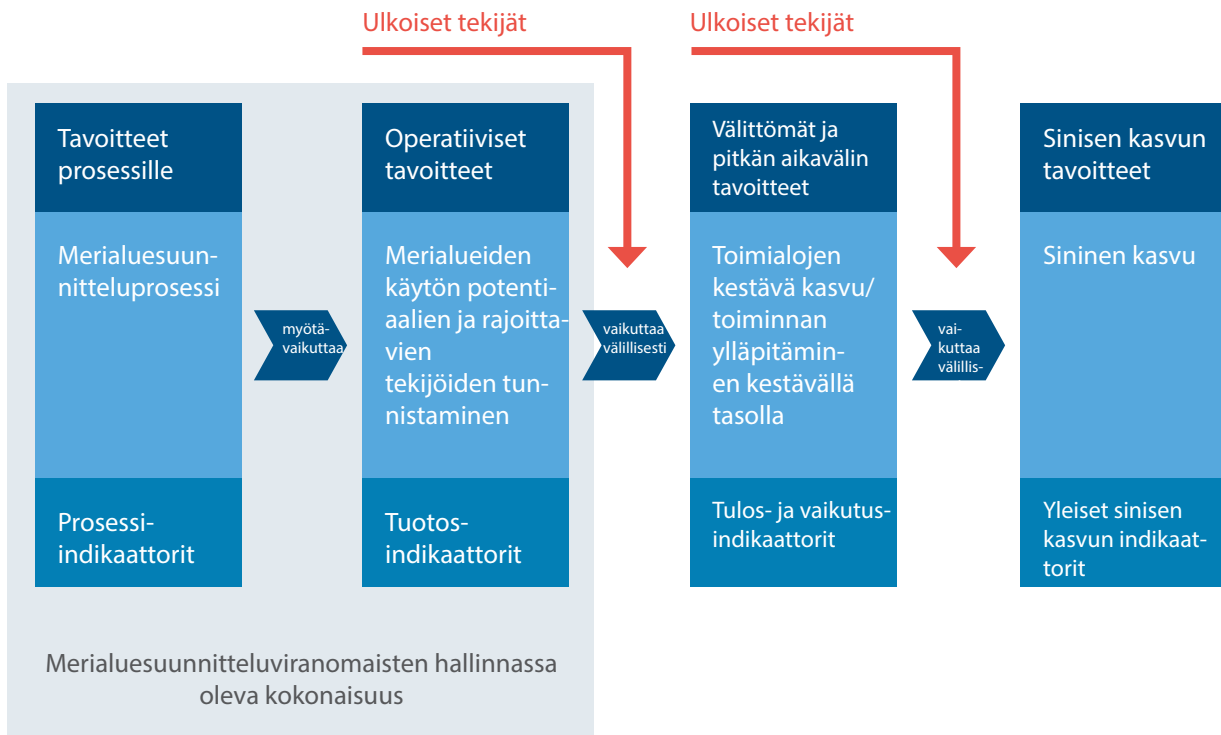 Ulkoiset tekijät
Ulkoiset tekijät
Tavoitteet
prosessille
Merialuesuun-
nitteluprosessi
Prosessi-
indikaattorit
myötä-
vaikuttaa
Operatiiviset
tavoitteet
Merialueiden
käytön potenti-
aalien ja rajoitta-
vien
tekijöiden tun-
nistaminen
Tuotos-
indikaattorit
vaikuttaa
välillisesti
Välittömät ja
pitkän aikavälin
tavoitteet
Toimialojen
kestävä kasvu/
toiminnan
ylläpitämin-
en kestävällä
tasolla
Tulos- ja vaikutus-
indikaattorit
vai-
kuttaa
välillis-
Sinisen kasvun
tavoitteet
Sininen kasvu
Yleiset sinisen
kasvun indikaat-
torit
Merialuesuunnitteluviranomaisten hallinnassa
oleva kokonaisuus